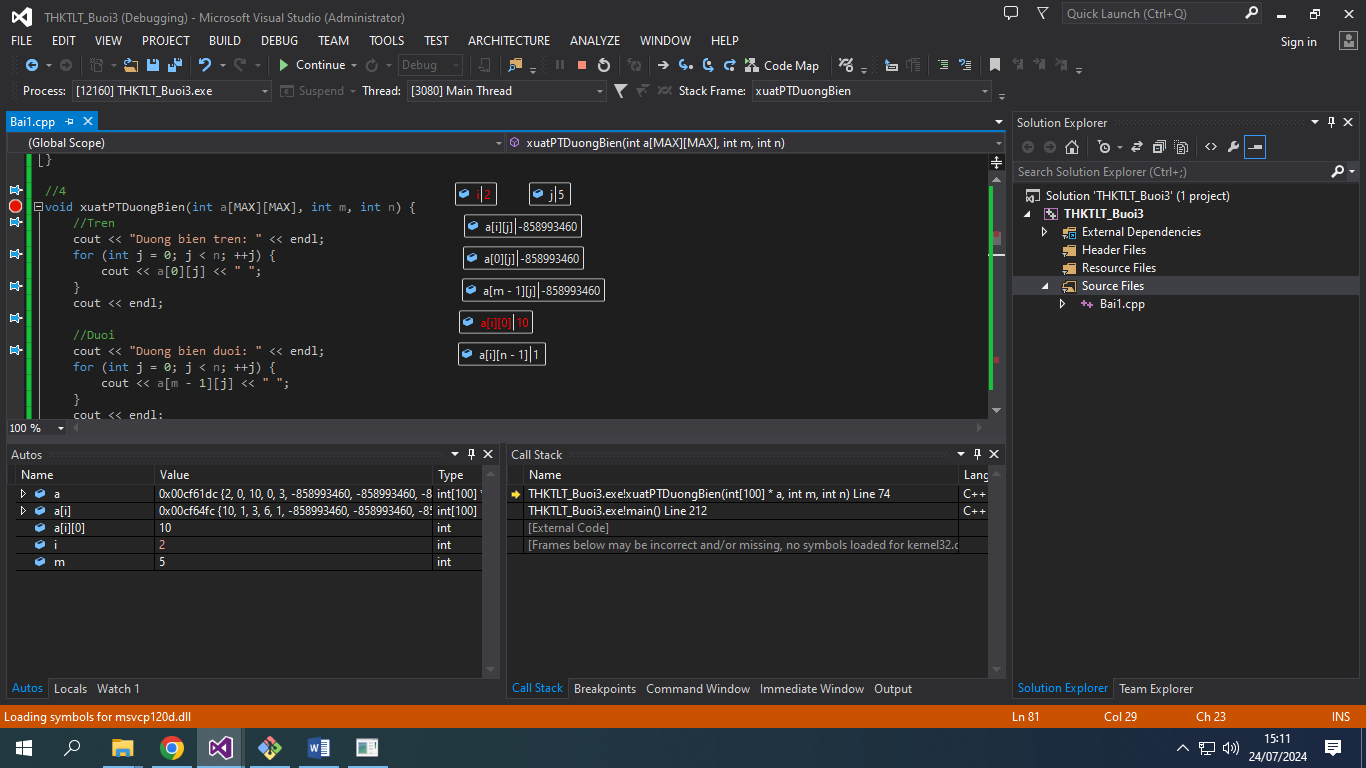 THKTLT_Buoi3 (Debugging) - Microsoft Visual Studio (Administrator)
Quick Launch (Ctrl+Q)
FILE EDIT VIEW PROJECT BUILD DEBUG TEAM TOOLS TEST ARCHITECTURE ANALYZE WINDOW HELP
Sign in
Continue Debug Code Map
Process: [12160] THKTLT_Buoi3.exe Suspend Thread: [3080] Main Thread Stack Frame: xuatPTDuongBien
Bai1.cpp
(Global Scope) xuatPTDuongBien(int a[MAX][MAX], int m, int n)
}
//4
void xuatPTDuongBien(int a[MAX][MAX], int m, int n) {
//Tren
cout << "Duong bien tren: " << endl;
for (int j = 0; j < n; ++j) {
cout << a[0][j] << " ";
}
cout << endl;
//Duoi
cout << "Duong bien duoi: " << endl;
for (int j = 0; j < n; ++j) {
cout << a[m - 1][j] << " ";
}
cout << endl;
i 2
j 5
a[i][j] -858993460
a[0][j] -858993460
a[m - 1][j] -858993460
a[i][0] 10
a[i][n - 1] 1
100 %
Solution Explorer
Search Solution Explorer (Ctrl+;)
Solution 'THKTLT_Buoi3' (1 project)
THKTLT_Buoi3
External Dependencies
Header Files
Resource Files
Source Files
Bai1.cpp
Autos
Name Value Type
a 0x00cf61dc {2, 0, 10, 0, 3, -858993460, -858993460, -8 int[100] *
a[i] 0x00cf64fc {10, 1, 3, 6, 1, -858993460, -858993460, -85 int[100]
a[i][0] 10 int
i 2 int
m 5 int
Autos Locals Watch 1
Call Stack
Name Lang
THKTLT_Buoi3.exe!xuatPTDuongBien(int[100] * a, int m, int n) Line 74 C++
THKTLT_Buoi3.exe!main() Line 212 C++
[External Code]
[Frames below may be incorrect and/or missing, no symbols loaded for kernel32.d
Call Stack Breakpoints Command Window Immediate Window Output
Solution Explorer Team Explorer
Loading symbols for msvcp120d.dll
Ln 81 Col 29 Ch 23 INS
15:11
24/07/2024